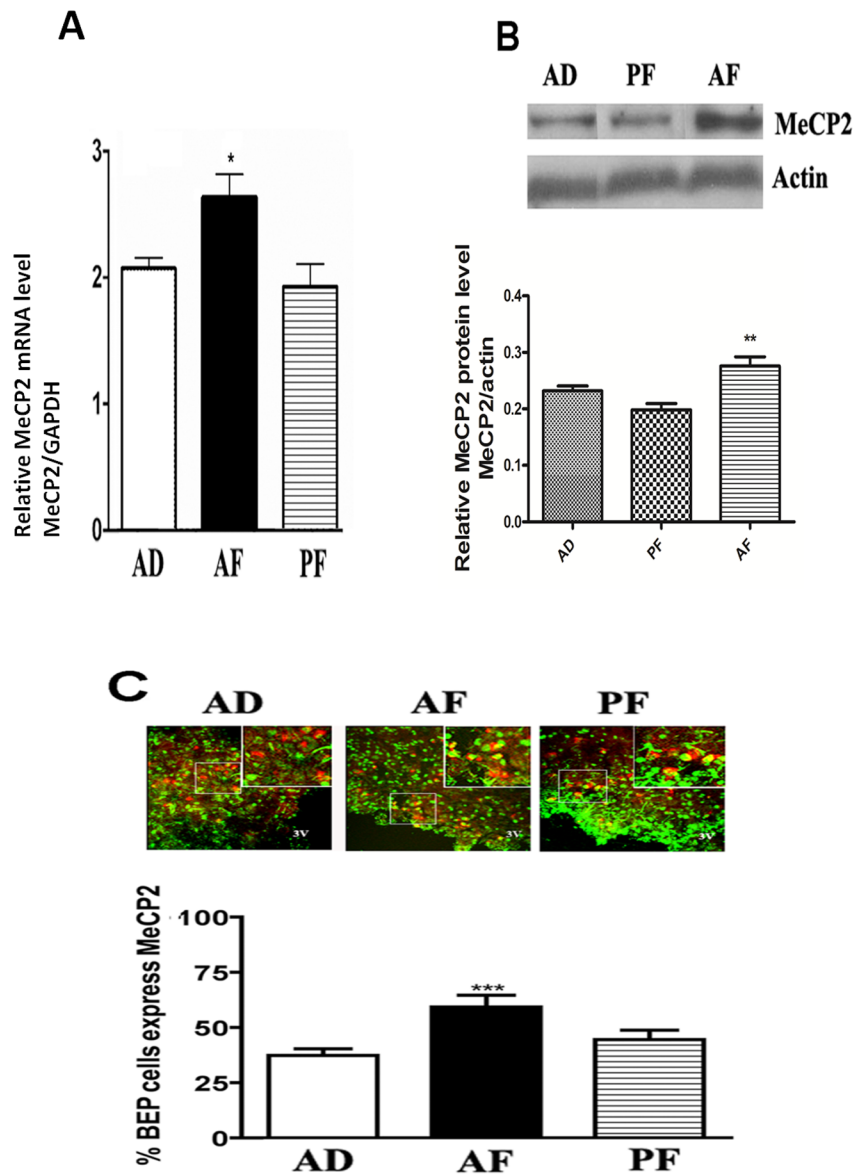 A
3
2
1
0
*
Relative MeCP2 mRNA level
MeCP2/GAPDH
AD AF PF
B
AD PF AF
MeCP2
Actin
Relative MeCP2 protein level
MeCP2/actin
0.4
0.3
0.2
0.1
0.0
**
AD PF AF
C
AD AF PF
3V 3V 3V
% BEP cells express MeCP2
100
75
50
25
0
***
AD AF PF